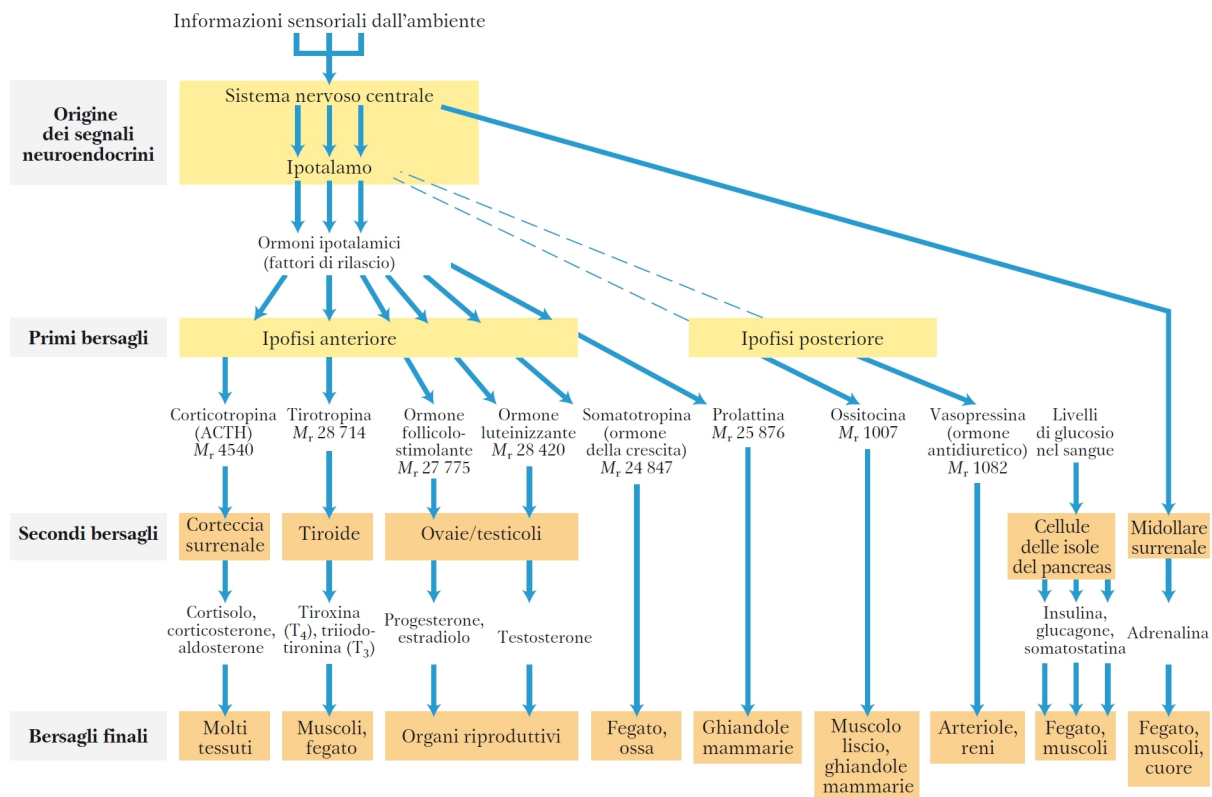 Informazioni sensoriali dall'ambiente
Origine
dei segnali
neuroendocrini
Sistema nervoso centrale
Ipotalamo
Ormoni ipotalamici
(fattori di rilascio)
Primi bersagli
Ipofisi anteriore
Ipofisi posteriore
Corticotropina
(ACTH)
Mr 4540
Tirotropina
Mr 28 714
Ormone
follicolo-
stimolante
Mr 27 775
Ormone
luteinizzante
Mr 28 420
Somatotropina
(ormone
della crescita)
Mr 24 847
Prolattina
Mr 25 876
Ossitocina
Mr 1007
Vasopressina
(ormone
antidiuretico)
Mr 1082
Livelli
di glucosio
nel sangue
Secondi bersagli
Corteccia
surrenale
Tiroide
Ovaie/testicoli
Cellule
delle isole
del pancreas
Midollare
surrenale
Cortisolo,
corticosterone,
aldosterone
Tiroxina
(T4), triiodo-
tironina (T3)
Progesterone,
estradiolo
Testosterone
Insulina,
glucagone,
somatostatina
Adrenalina
Bersagli finali
Molti
tessuti
Muscoli,
fegato
Organi riproduttivi
Fegato,
ossa
Ghiandole
mammarie
Muscolo
liscio,
ghiandole
mammarie
Arteriole,
reni
Fegato,
muscoli
Fegato,
muscoli,
cuore